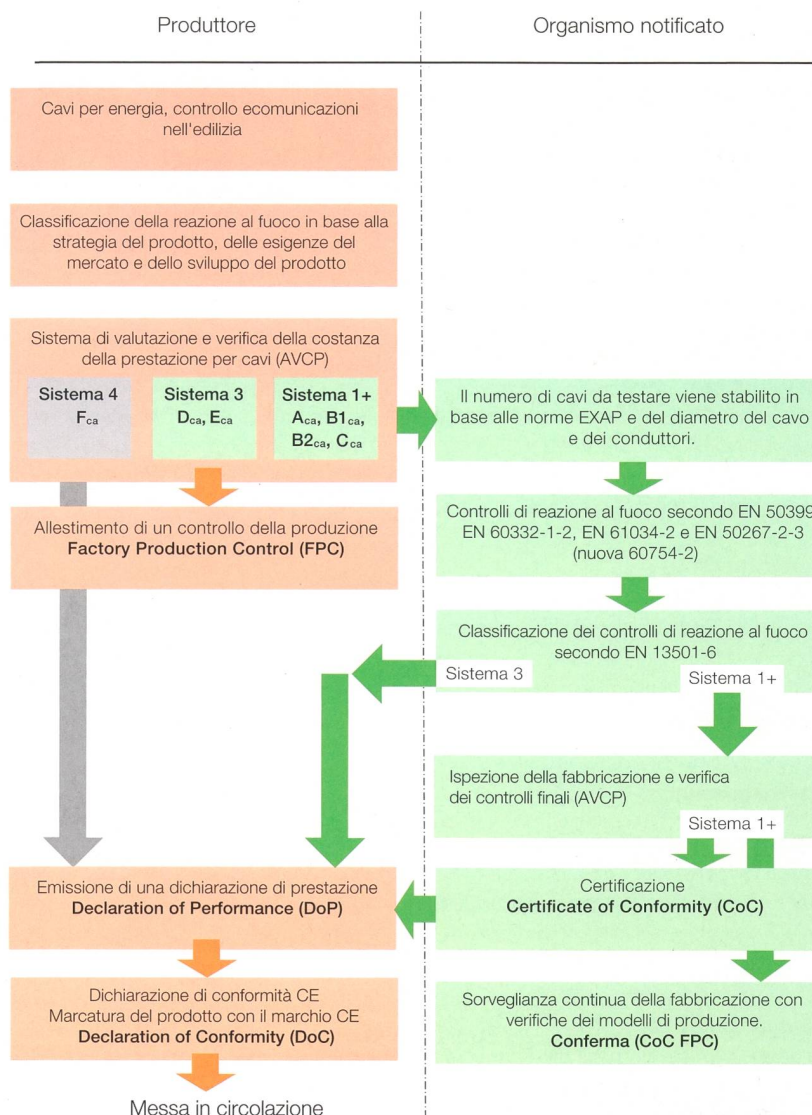 Produttore
Organismo notificato
Cavi per energia, controllo ecomunicazioni
nell'edilizia
Classificazione della reazione al fuoco in base alla
strategia del prodotto, delle esigenze del
mercato e dello sviluppo del prodotto
Sistema di valutazione e verifica della costanza
della prestazione per cavi (AVCP)
Sistema 4
Fca
Sistema 3
Dca, Eca
Sistema 1+
Aca, B1ca,
B2ca, Cca
Il numero di cavi da testare viene stabilito in
base alle norme EXAP e del diametro del cavo
e dei conduttori.
Allestimento di un controllo della produzione
Factory Production Control (FPC)
Controlli di reazione al fuoco secondo EN 50399
EN 60332-1-2, EN 61034-2 e EN 50267-2-3
(nuova 60754-2)
Classificazione dei controlli di reazione al fuoco
secondo EN 13501-6
Sistema 3
Sistema 1+
Ispezione della fabbricazione e verifica
dei controlli finali (AVCP)
Sistema 1+
Emissione di una dichiarazione di prestazione
Declaration of Performance (DoP)
Certificazione
Certificate of Conformity (CoC)
Dichiarazione di conformità CE
Marcatura del prodotto con il marchio CE
Declaration of Conformity (DoC)
Sorveglianza continua della fabbricazione con
verifiche dei modelli di produzione.
Conferma (CoC FPC)
Messa in circolazione